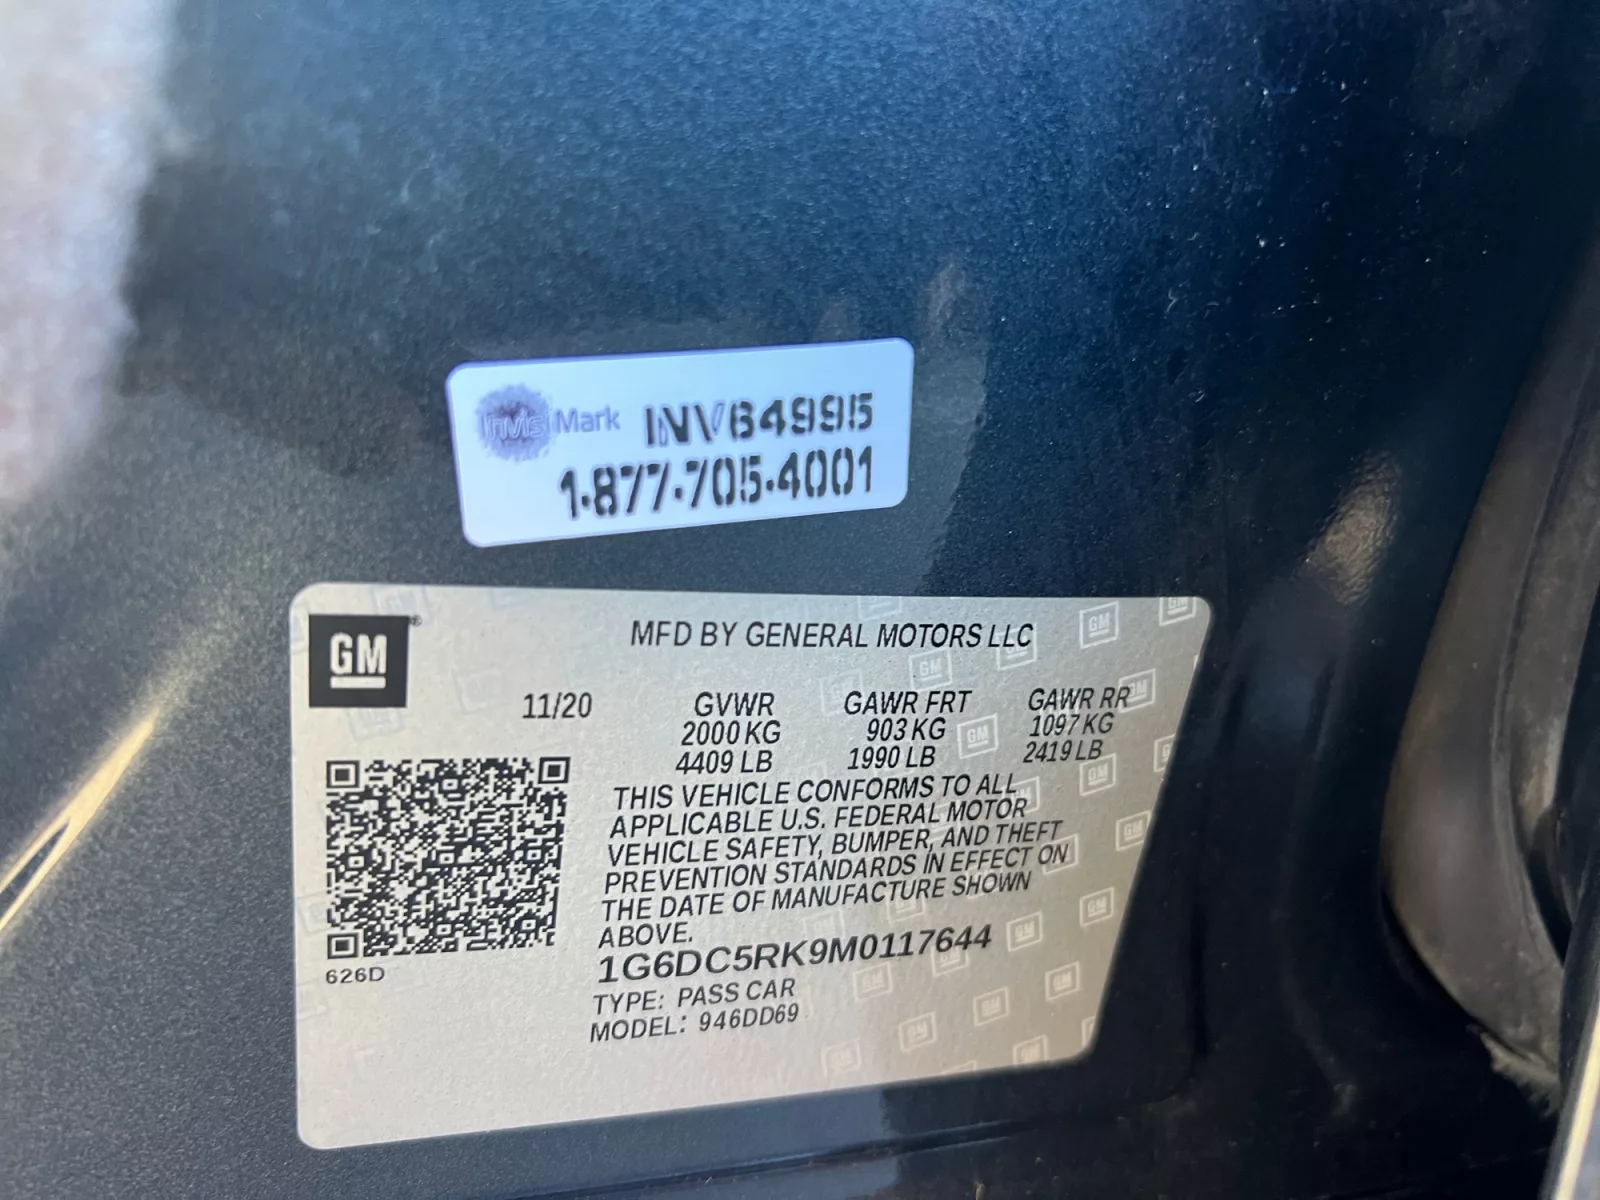 InvisiMark INV64995
1-877-705-4001
GM
MFD BY GENERAL MOTORS LLC
11/20 GVWR GAWR FRT GAWR RR
2000 KG 903 KG 1097 KG
4409 LB 1990 LB 2419 LB
THIS VEHICLE CONFORMS TO ALL
APPLICABLE U.S. FEDERAL MOTOR
VEHICLE SAFETY, BUMPER, AND THEFT
PREVENTION STANDARDS IN EFFECT ON
THE DATE OF MANUFACTURE SHOWN
ABOVE.
1G6DC5RK9M0117644
626D
TYPE: PASS CAR
MODEL: 946DD69